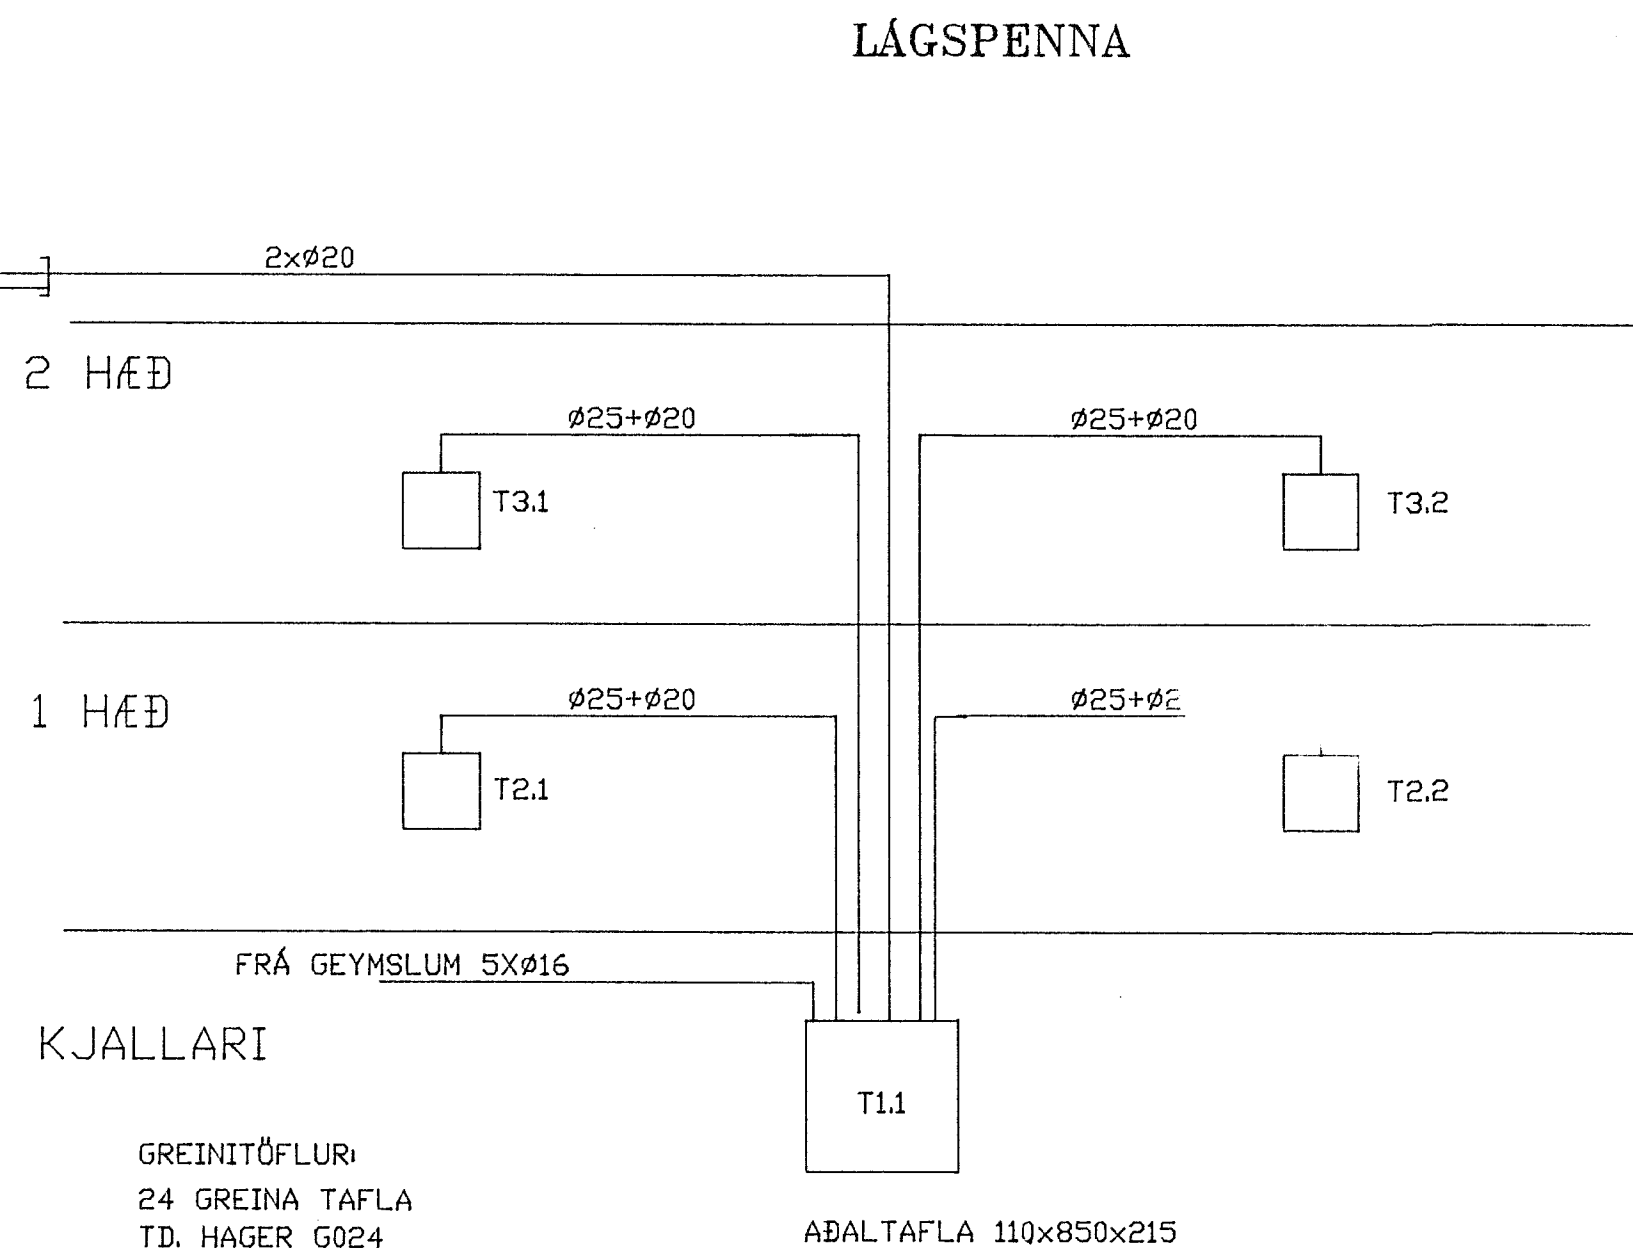 LÁGSPENNA
2xø20
2 HÆÐ
ø25+ø20
ø25+ø20
T3.1
T3.2
1 HÆÐ
ø25+ø20
ø25+ø2
T2.1
T2.2
FRÁ GEYMSLUM 5Xø16
KJALLARI
T1.1
GREINITÖFLUR:
24 GREINA TAFLA
TD. HAGER G024
AÐALTAFLA 110x850x215